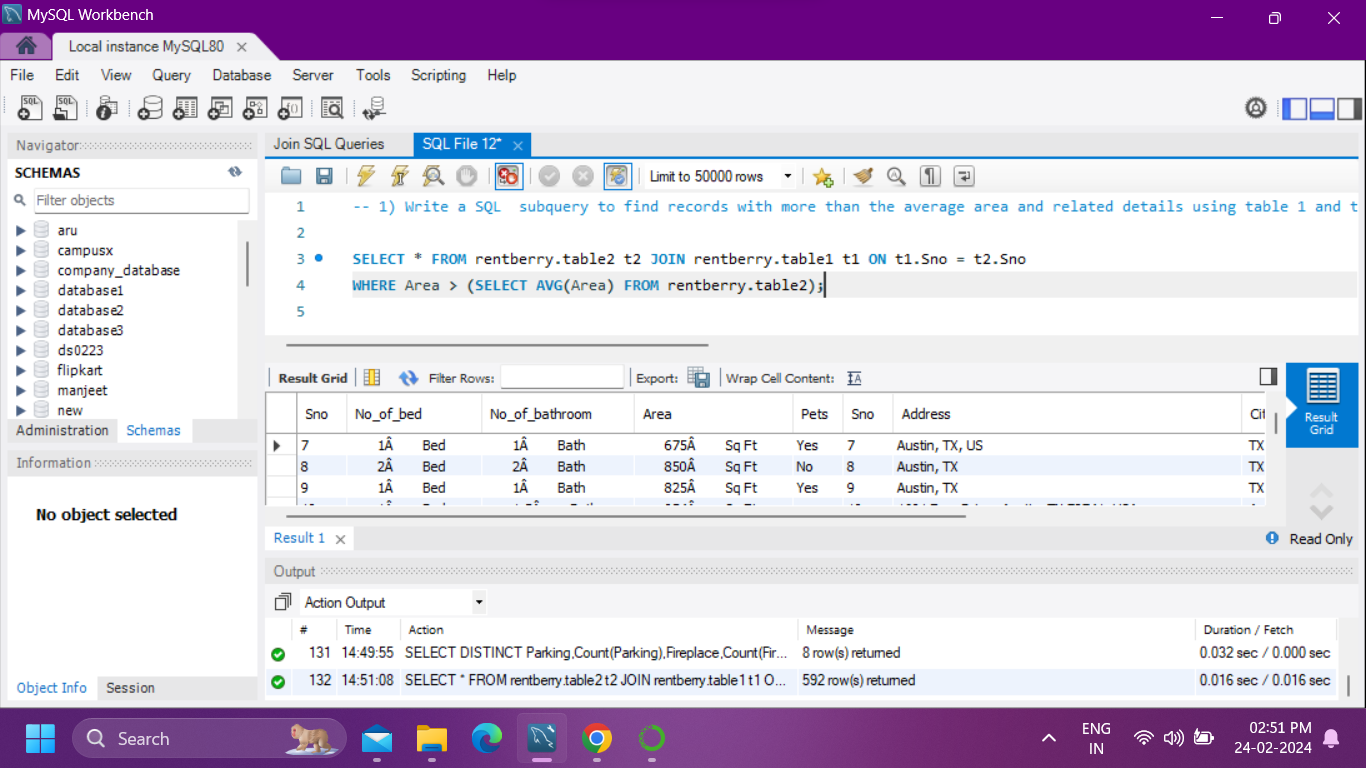 MySQL Workbench
Local instance MySQL80
File Edit View Query Database Server Tools Scripting Help
Navigator
SCHEMAS
Filter objects
aru
campusx
company_database
database1
database2
database3
ds0223
flipkart
manjeet
new
Administration Schemas
Information
No object selected
Object Info Session
Join SQL Queries SQL File 12*
Limit to 50000 rows
1 -- 1) Write a SQL  subquery to find records with more than the average area and related details using table 1 and t
2
3 SELECT * FROM rentberry.table2 t2 JOIN rentberry.table1 t1 ON t1.Sno = t2.Sno
4 WHERE Area > (SELECT AVG(Area) FROM rentberry.table2);
5
Result Grid Filter Rows: Export: Wrap Cell Content: IA
Sno No_of_bed No_of_bathroom Area Pets Sno Address Cit
7 1Â Bed 1Â Bath 675Â Sq Ft Yes 7 Austin, TX, US TX
8 2Â Bed 2Â Bath 850Â Sq Ft No 8 Austin, TX TX
9 1Â Bed 1Â Bath 825Â Sq Ft Yes 9 Austin, TX TX
Result Grid
Result 1 Read Only
Output
Action Output
# Time Action Message Duration / Fetch
131 14:49:55 SELECT DISTINCT Parking,Count(Parking),Fireplace,Count(Fir... 8 row(s) returned 0.032 sec / 0.000 sec
132 14:51:08 SELECT * FROM rentberry.table2 t2 JOIN rentberry.table1 t1 O... 592 row(s) returned 0.016 sec / 0.016 sec
Search
ENG
IN
02:51 PM
24-02-2024